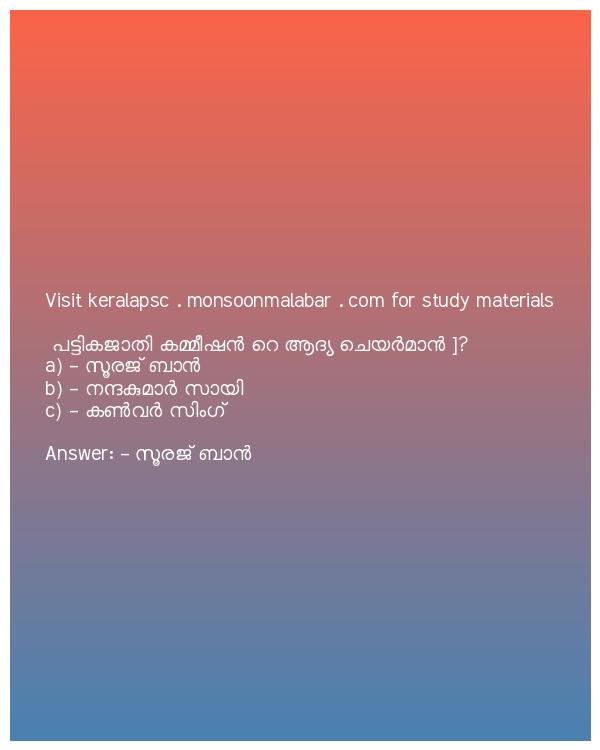 Visit keralapsc . monsoonmalabar . com for study materials
പട്ടികജാതി കമ്മീഷൻ റെ ആദ്യ ചെയർമാൻ ]?
a) – സൂരജ് ബാൻ
b) – നന്ദകുമാർ സായി
c) – കൺവർ സിംഗ്
Answer: – സൂരജ് ബാൻ